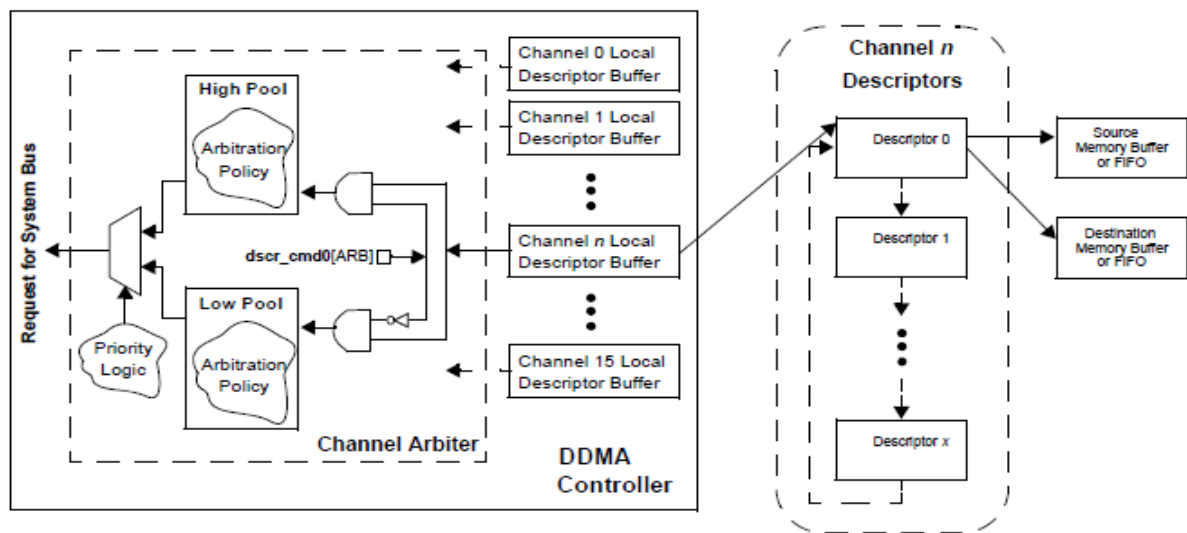 Request for System Bus
High Pool
Arbitration
Policy
Low Pool
Arbitration
Policy
Priority
Logic
dscr_cmd0[ARB]
Channel Arbiter
Channel 0 Local
Descriptor Buffer
Channel 1 Local
Descriptor Buffer
Channel n Local
Descriptor Buffer
Channel 15 Local
Descriptor Buffer
DDMA
Controller
Channel n
Descriptors
Descriptor 0
Descriptor 1
Descriptor x
Source
Memory Buffer
or FIFO
Destination
Memory Buffer
or FIFO